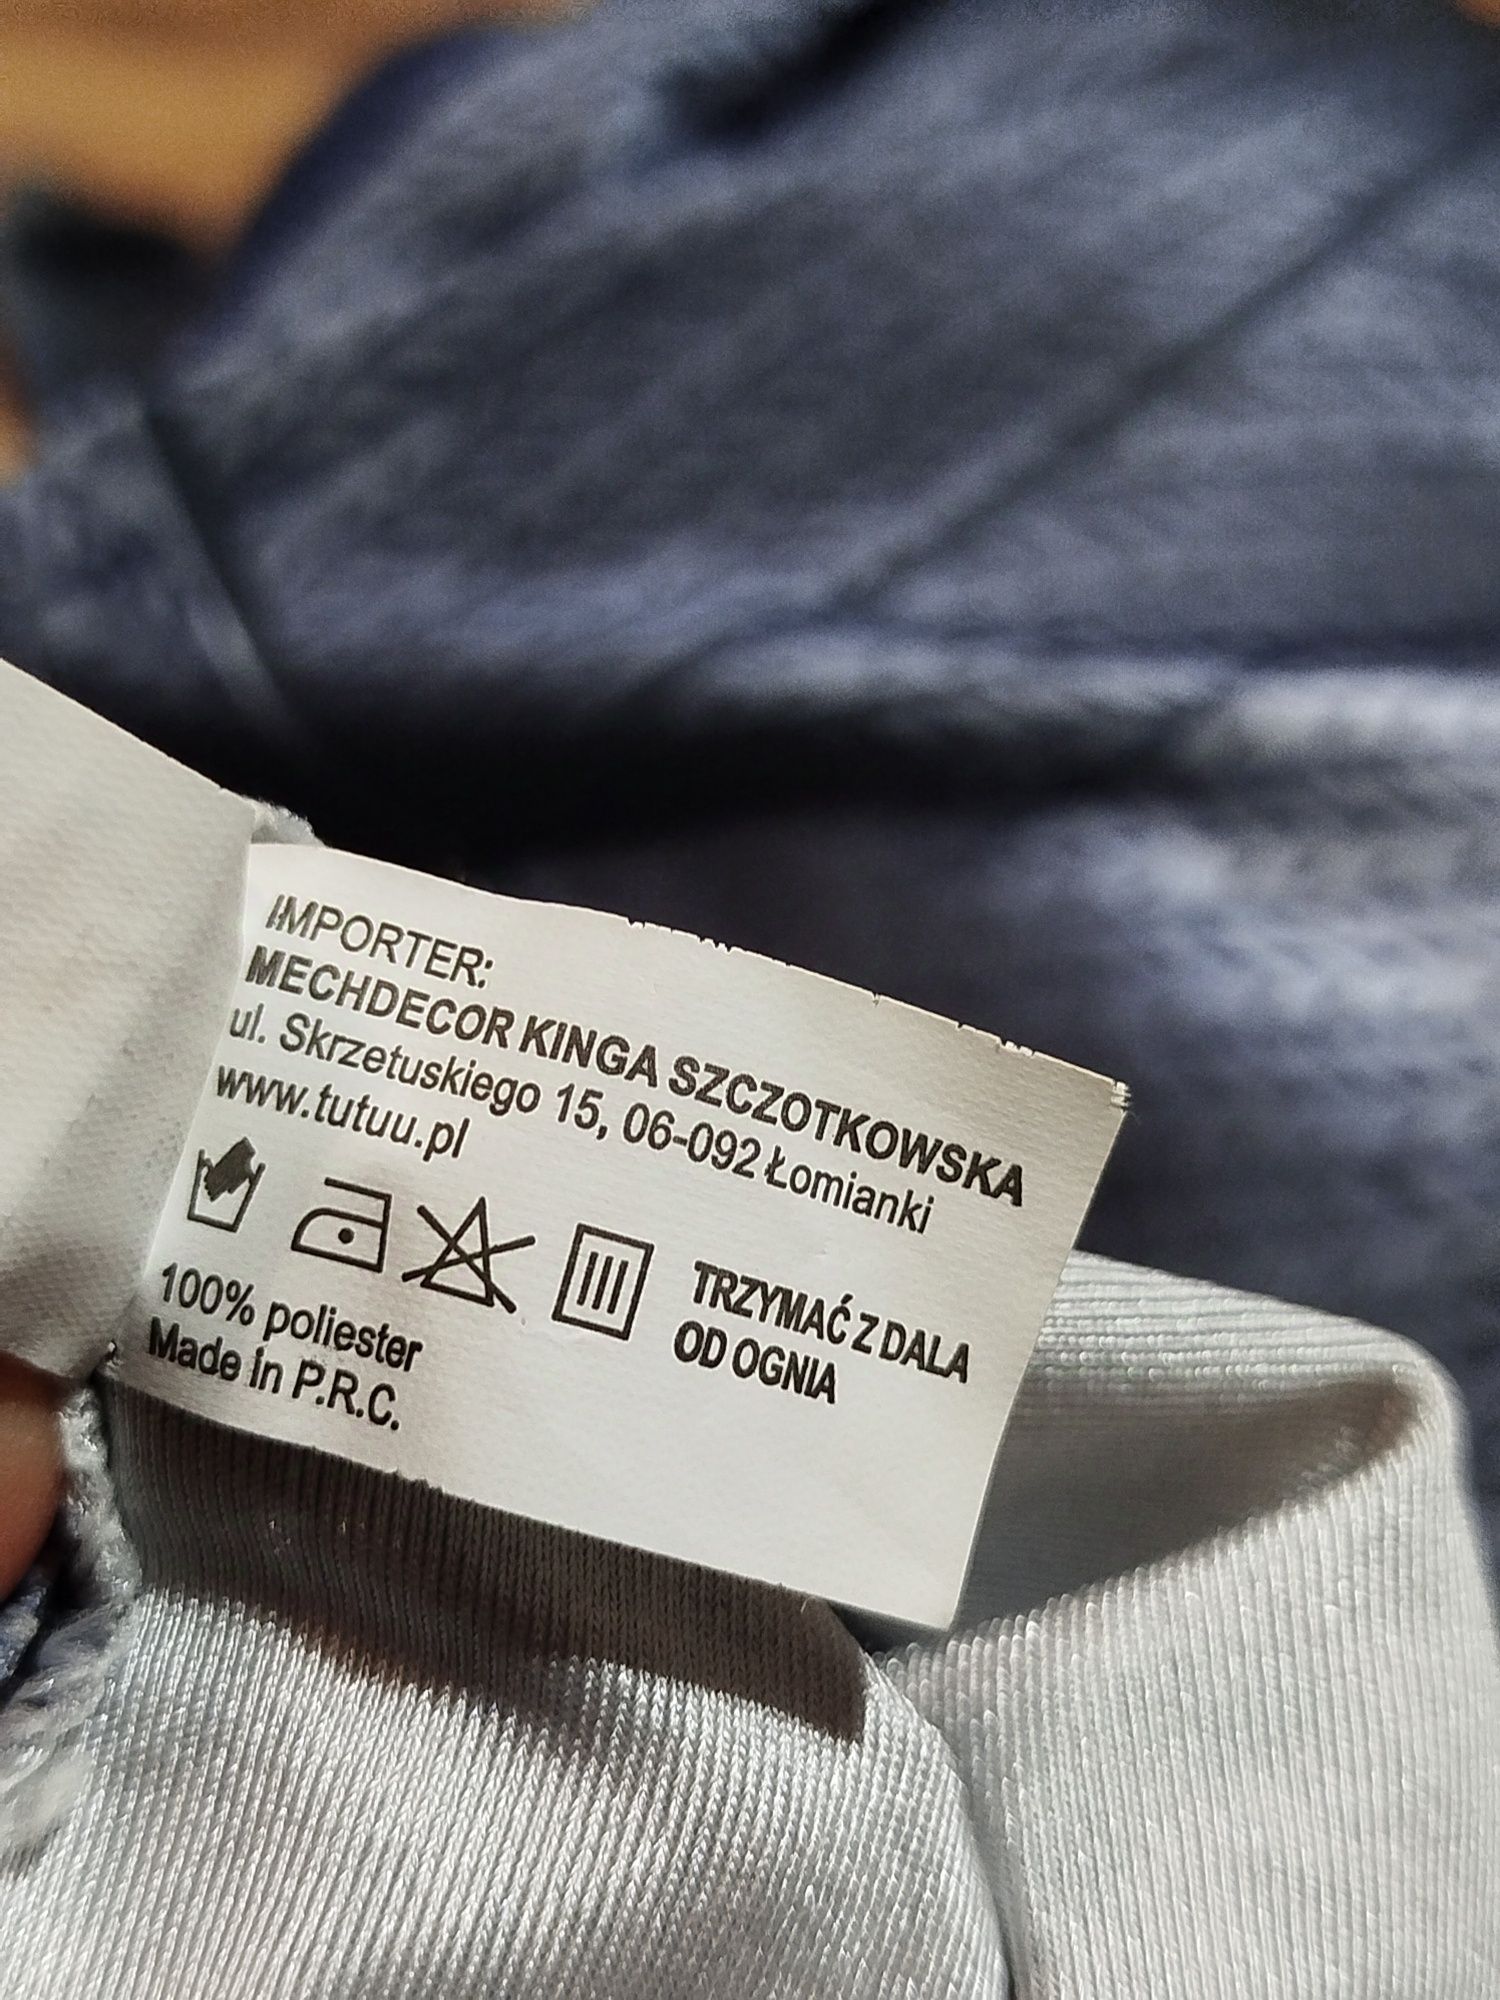 IMPORTER:
MECHDECOR KINGA SZCZOTKOWSKA
ul. Skrzetuskiego 15, 06-092 Łomianki
www.tutuu.pl
TRZYMAĆ Z DALA
OD OGNIA
100% poliester
Made in P.R.C.